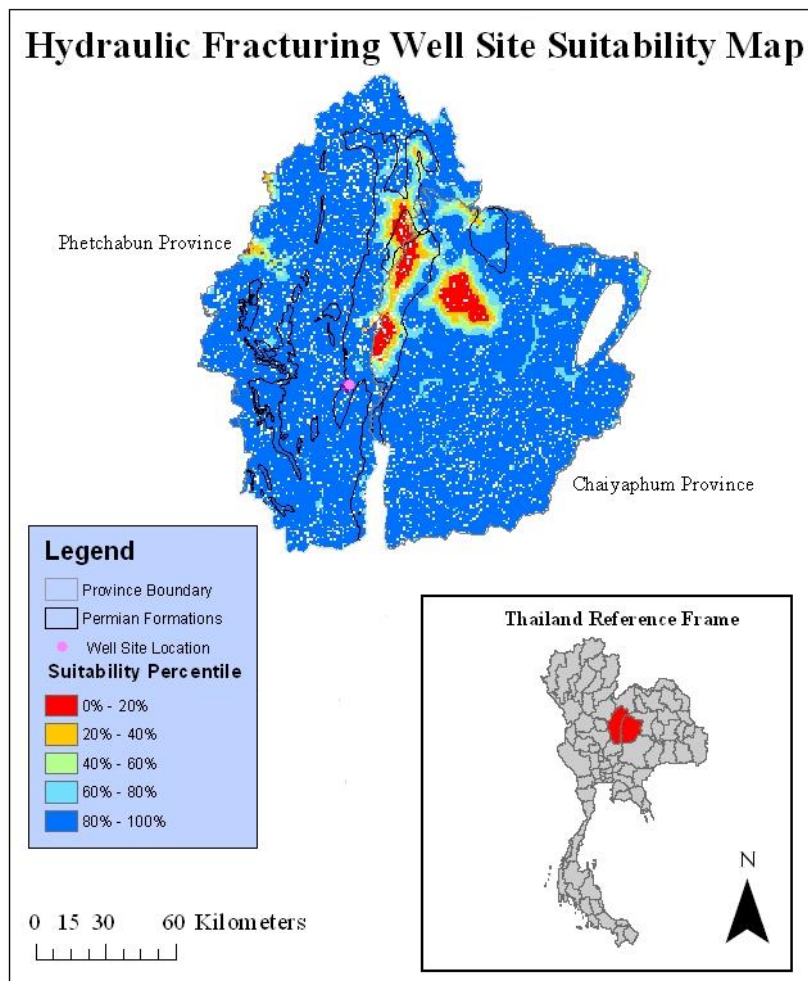 Hydraulic Fracturing Well Site Suitability Map
Phetchabun Province
Chaiyaphum Province
Legend
Province Boundary
Permian Formations
Well Site Location
Suitability Percentile
0% - 20%
20% - 40%
40% - 60%
60% - 80%
80% - 100%
0 15 30 60 Kilometers
Thailand Reference Frame
N